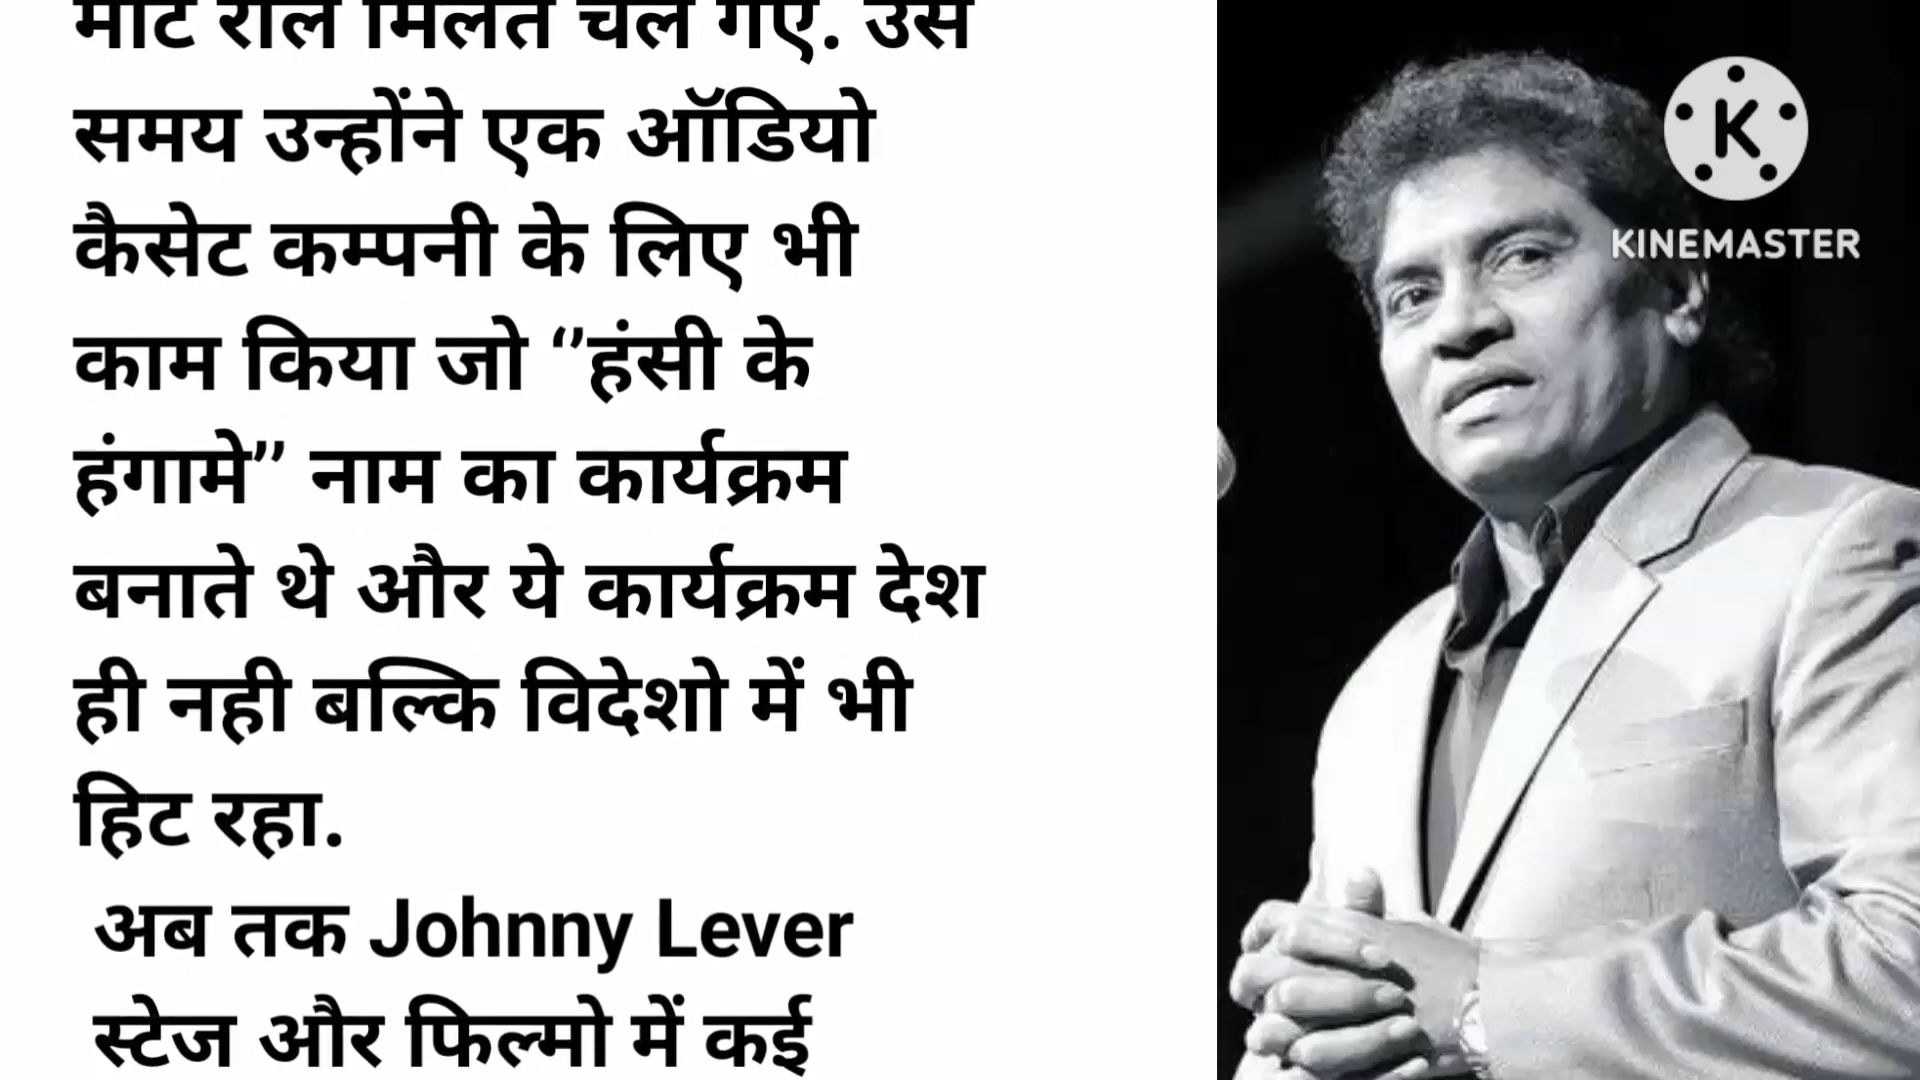 समय उन्होंने एक ऑडियो
कैसेट कम्पनी के लिए भी
काम किया जो ‘’हंसी के
हंगामे’’ नाम का कार्यक्रम
बनाते थे और ये कार्यक्रम देश
ही नही बल्कि विदेशो में भी
हिट रहा.
अब तक Johnny Lever
स्टेज और फिल्मो में कई
K
KINEMASTER